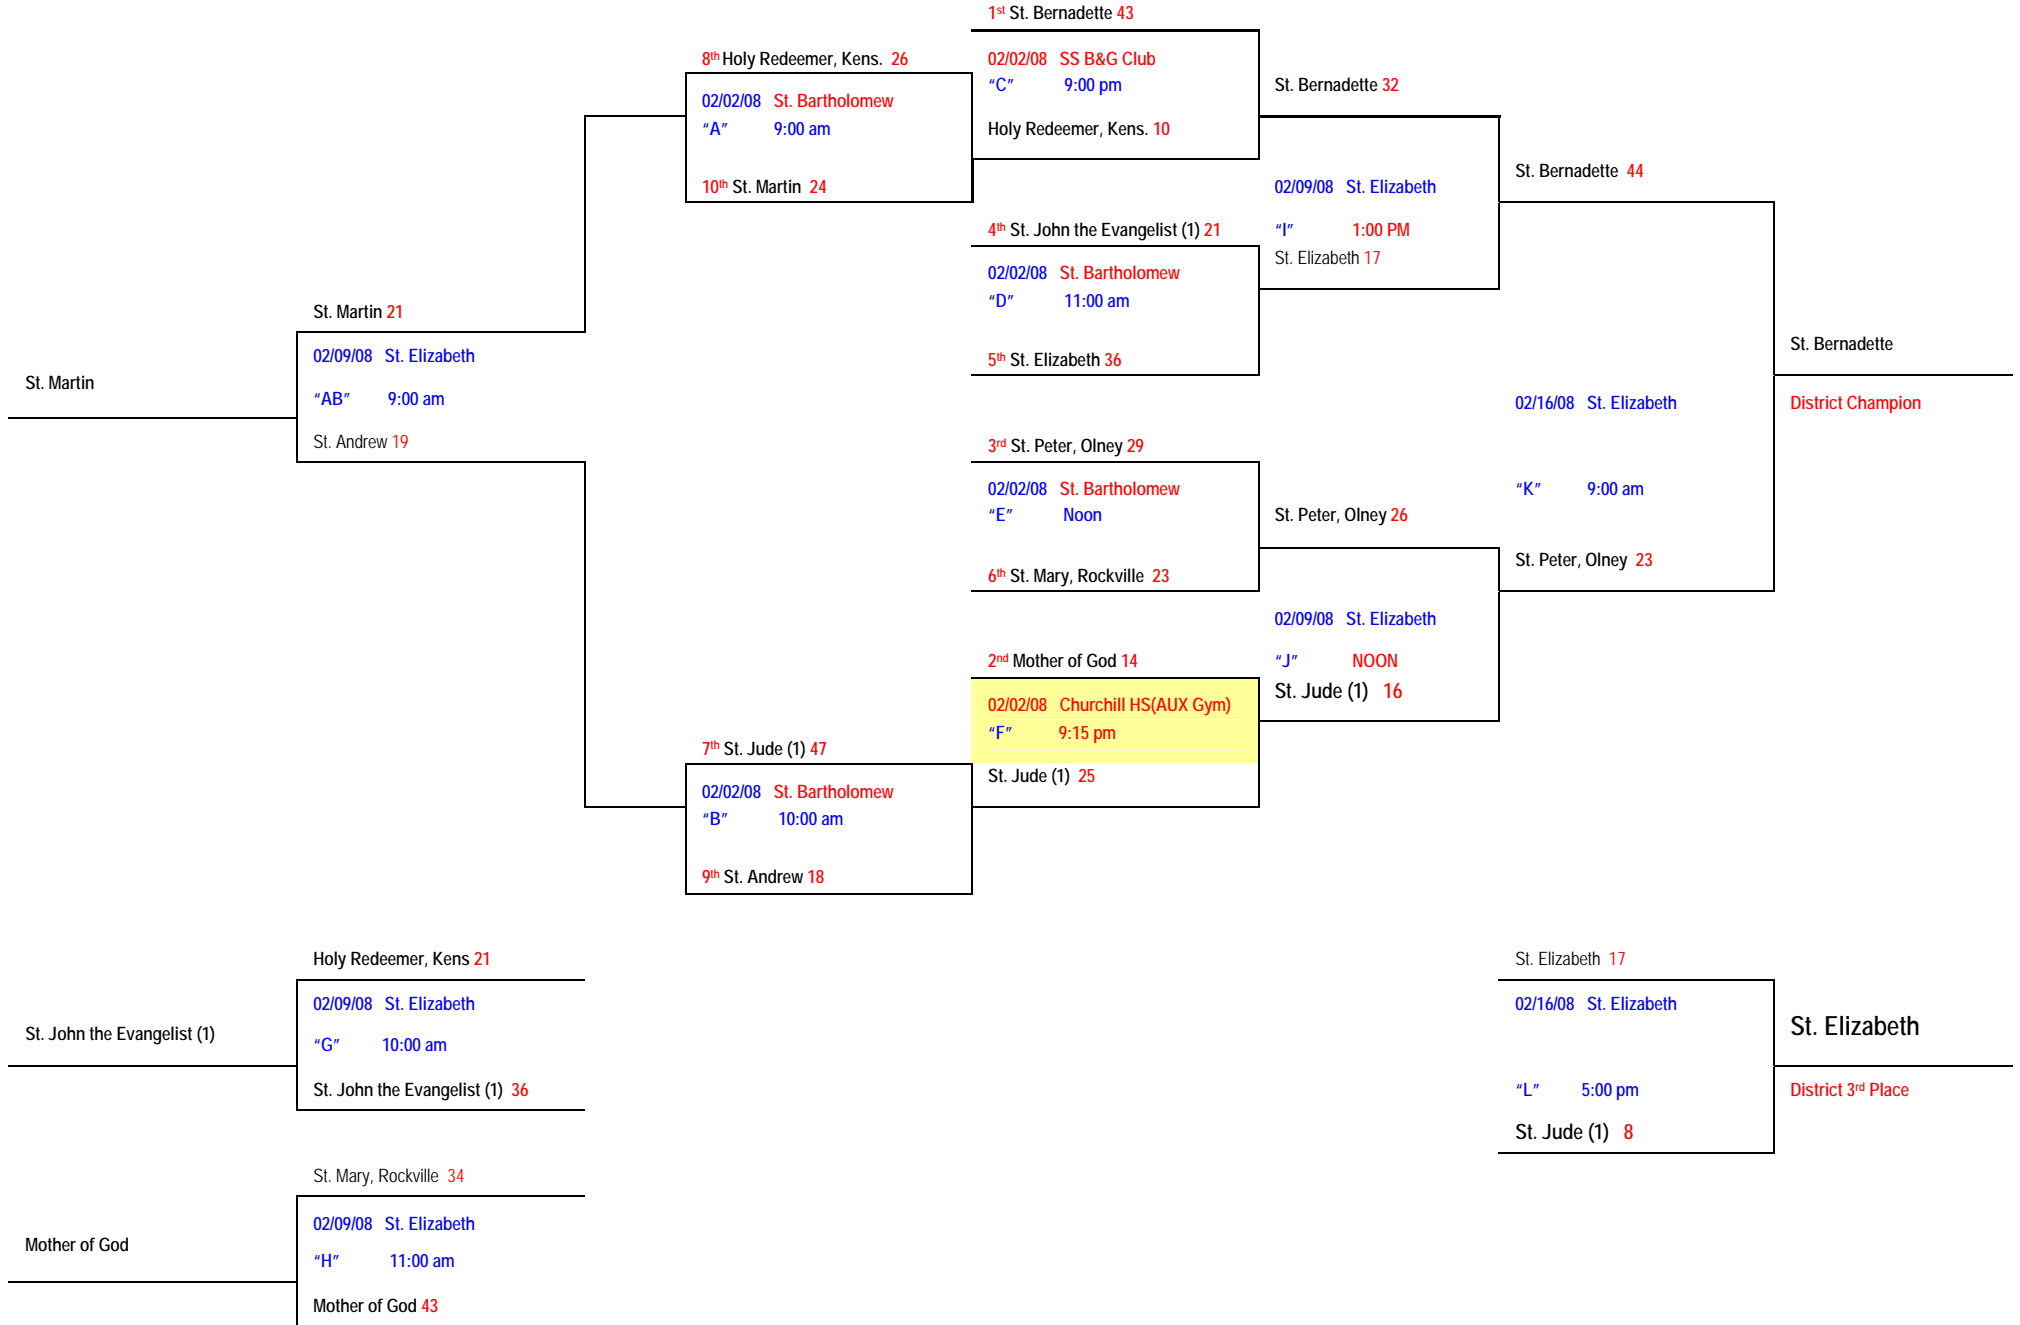 1st St. Bernadette 43
8th Holy Redeemer, Kens. 26
02/02/08 SS B&G Club
"C" 9:00 pm
Holy Redeemer, Kens. 10
02/02/08 St. Bartholomew
"A" 9:00 am
10th St. Martin 24
St. Bernadette 32
02/09/08 St. Elizabeth
"I" 1:00 PM
St. Elizabeth 17
St. Bernadette 44
4th St. John the Evangelist (1) 21
02/02/08 St. Bartholomew
"D" 11:00 am
5th St. Elizabeth 36
St. Martin 21
02/09/08 St. Elizabeth
"AB" 9:00 am
St. Andrew 19
St. Martin
St. Bernadette
District Champion
02/16/08 St. Elizabeth
"K" 9:00 am
St. Peter, Olney 23
3rd St. Peter, Olney 29
02/02/08 St. Bartholomew
"E" Noon
6th St. Mary, Rockville 23
St. Peter, Olney 26
02/09/08 St. Elizabeth
"J" NOON
St. Jude (1) 16
2nd Mother of God 14
02/02/08 Churchill HS(AUX Gym)
"F" 9:15 pm
St. Jude (1) 25
7th St. Jude (1) 47
02/02/08 St. Bartholomew
"B" 10:00 am
9th St. Andrew 18
Holy Redeemer, Kens 21
02/09/08 St. Elizabeth
"G" 10:00 am
St. John the Evangelist (1) 36
St. John the Evangelist (1)
St. Elizabeth 17
02/16/08 St. Elizabeth
"L" 5:00 pm
St. Jude (1) 8
St. Elizabeth
District 3rd Place
St. Mary, Rockville 34
02/09/08 St. Elizabeth
"H" 11:00 am
Mother of God 43
Mother of God